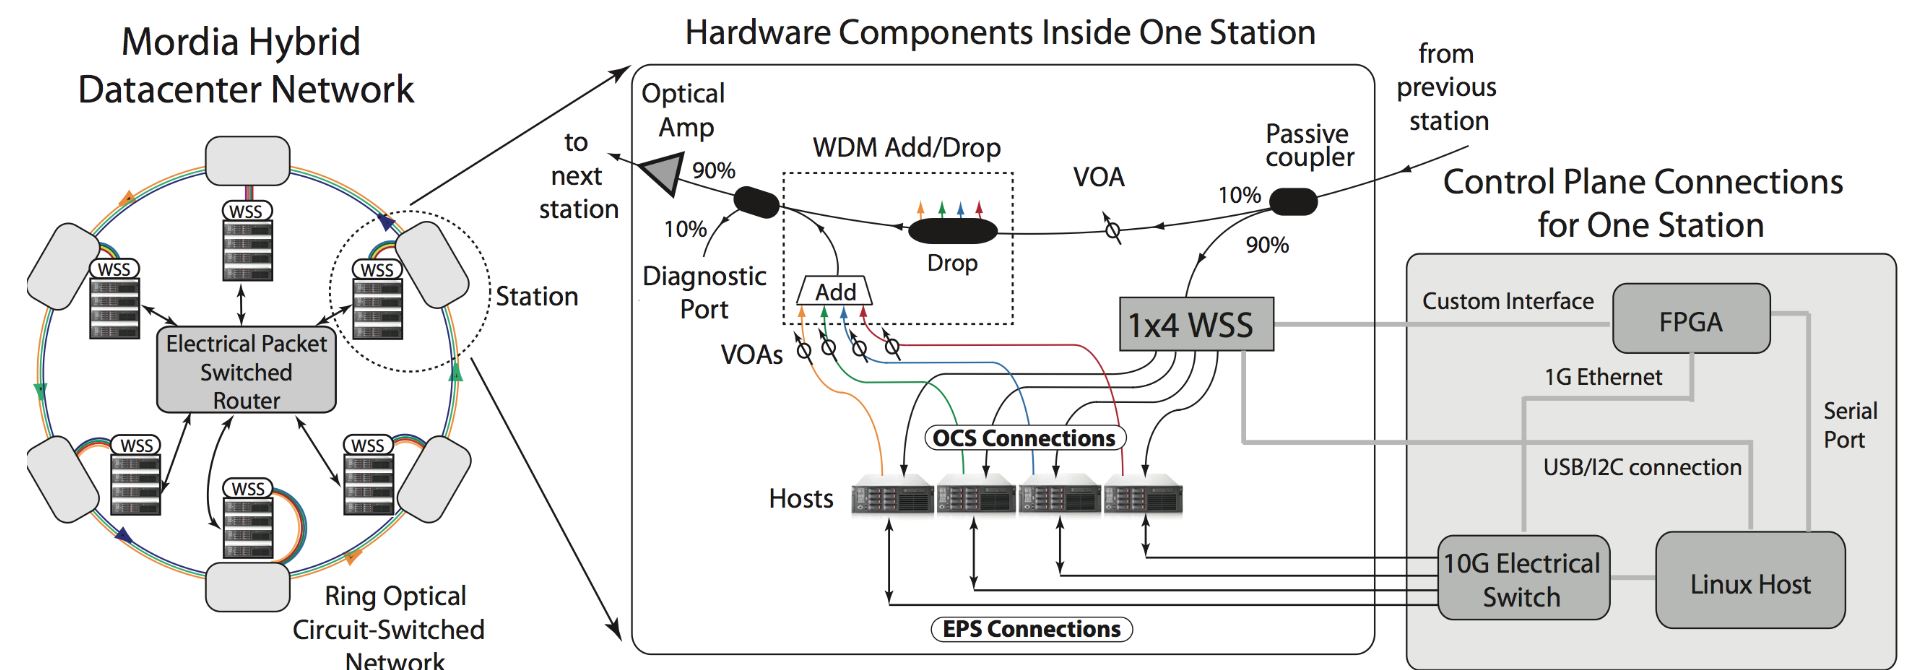 Mordia Hybrid
Datacenter Network
WSS
WSS
WSS
Station
Electrical Packet
Switched
Router
WSS
WSS
WSS
Ring Optical
Circuit-Switched
Network
Hardware Components Inside One Station
Optical
Amp
to
next
station
90%
10%
Diagnostic
Port
WDM Add/Drop
Drop
Add
VOAs
VOA
Passive
coupler
10%
90%
from
previous
station
1x4 WSS
OCS Connections
Hosts
EPS Connections
Control Plane Connections
for One Station
Custom Interface
FPGA
1G Ethernet
Serial
Port
USB/I2C connection
10G Electrical
Switch
Linux Host